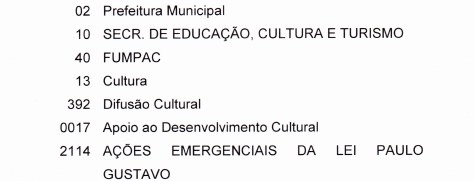 02 Prefeitura Municipal
10 SECR. DE EDUCAÇÃO, CULTURA E TURISMO
40 FUMPAC
13 Cultura
392 Difusão Cultural
0017 Apoio ao Desenvolvimento Cultural
2114 AÇÕES EMERGENCIAIS DA LEI PAULO
GUSTAVO